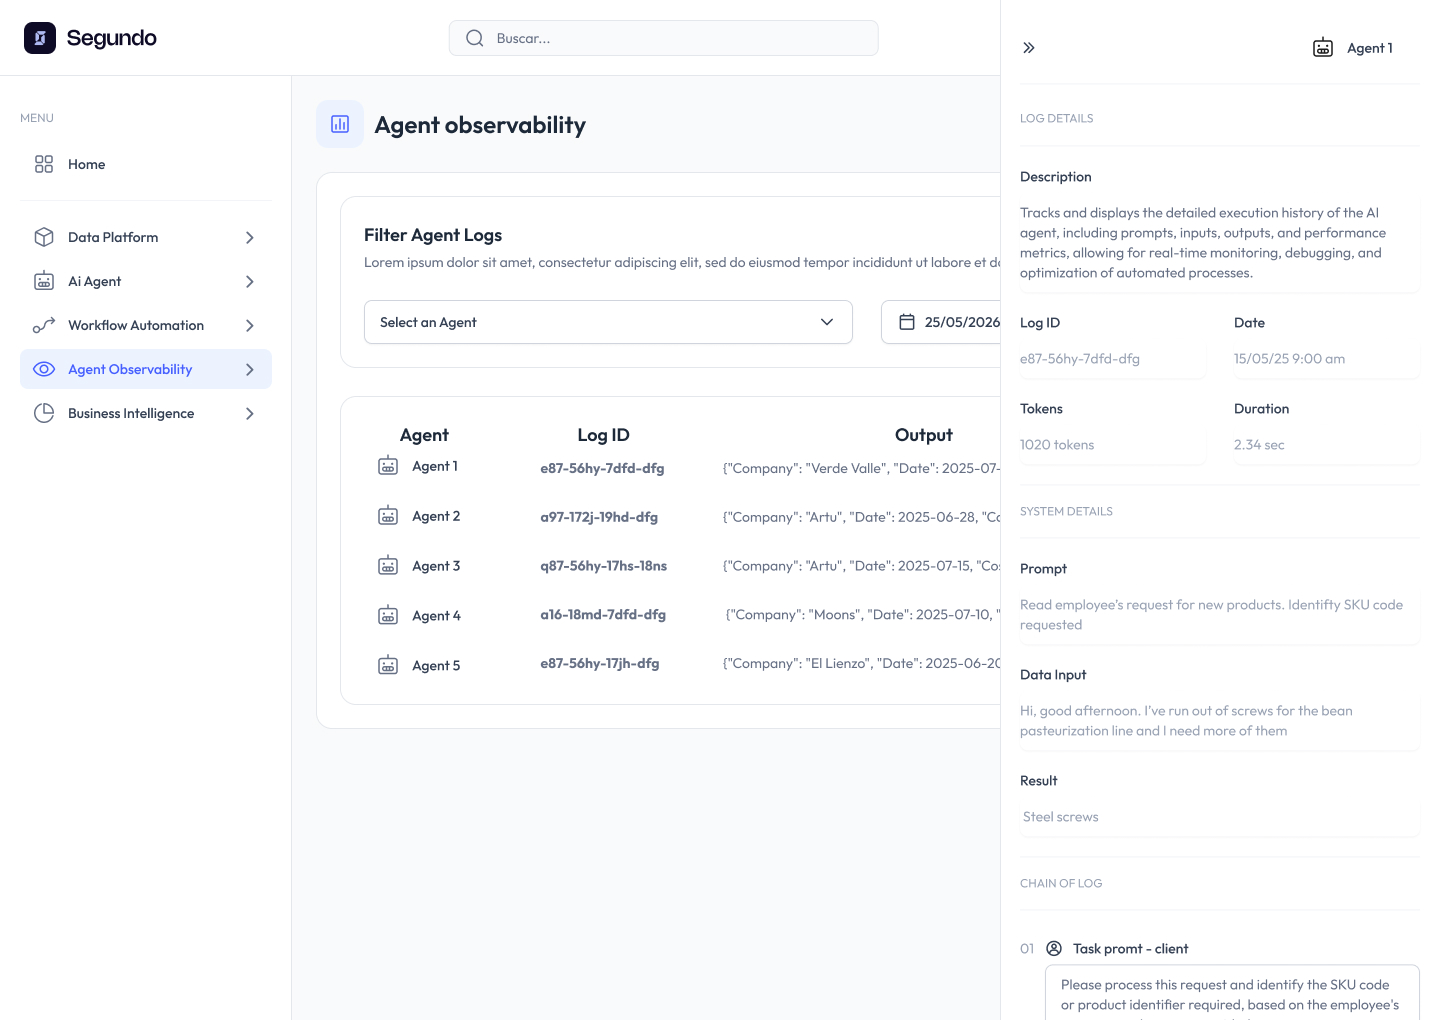 Segundo
Buscar...
MENU
Home
Data Platform
Ai Agent
Workflow Automation
Agent Observability
Business Intelligence
Agent observability
Filter Agent Logs
Lorem ipsum dolor sit amet, consectetur adipiscing elit, sed do eiusmod tempor incididunt ut labore et do
Select an Agent
25/05/2026
Agent Log ID Output
Agent 1 e87-56hy-7dfd-dfg {"Company": "Verde Valle", "Date": 2025-07-
Agent 2 a97-172j-19hd-dfg {"Company": "Artu", "Date": 2025-06-28, "Co
Agent 3 q87-56hy-17hs-18ns {"Company": "Artu", "Date": 2025-07-15, "Cos
Agent 4 a16-18md-7dfd-dfg {"Company": "Moons", "Date": 2025-07-10, "
Agent 5 e87-56hy-17jh-dfg {"Company": "El Lienzo", "Date": 2025-06-20
Agent 1
LOG DETAILS
Description
Tracks and displays the detailed execution history of the AI
agent, including prompts, inputs, outputs, and performance
metrics, allowing for real-time monitoring, debugging, and
optimization of automated processes.
Log ID Date
e87-56hy-7dfd-dfg 15/05/25 9:00 am
Tokens Duration
1020 tokens 2.34 sec
SYSTEM DETAILS
Prompt
Read employee's request for new products. Identifty SKU code
requested
Data Input
Hi, good afternoon. I've run out of screws for the bean
pasteurization line and I need more of them
Result
Steel screws
CHAIN OF LOG
01 Task promt - client
Please process this request and identify the SKU code
or product identifier required, based on the employee's